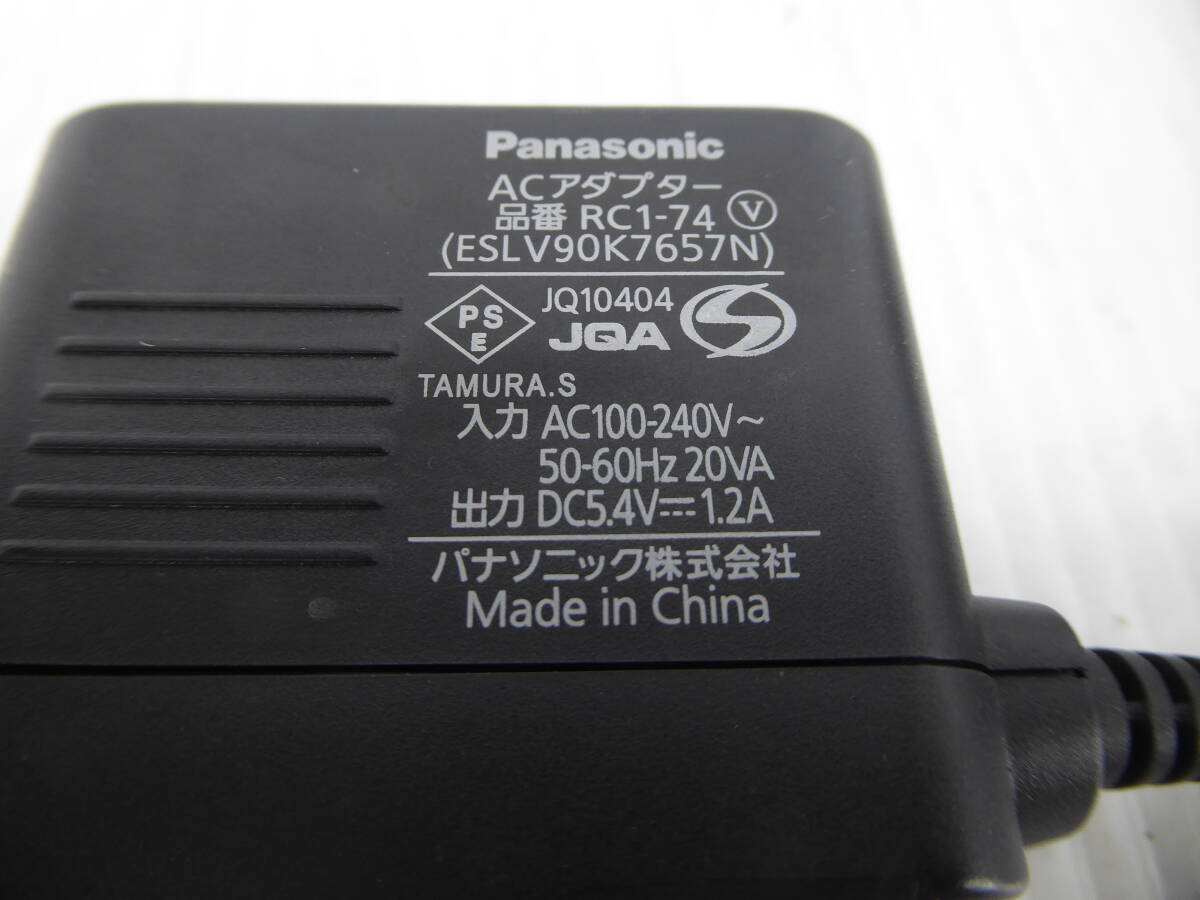 Panasonic
ACアダプター
品番 RC1-74 Ⓥ
(ESLV90K7657N)
PS
E
JQ10404
JQA
TAMURA.S
入力 AC100-240V～
50-60Hz 20VA
出力 DC5.4V⎓1.2A
パナソニック株式会社
Made in China